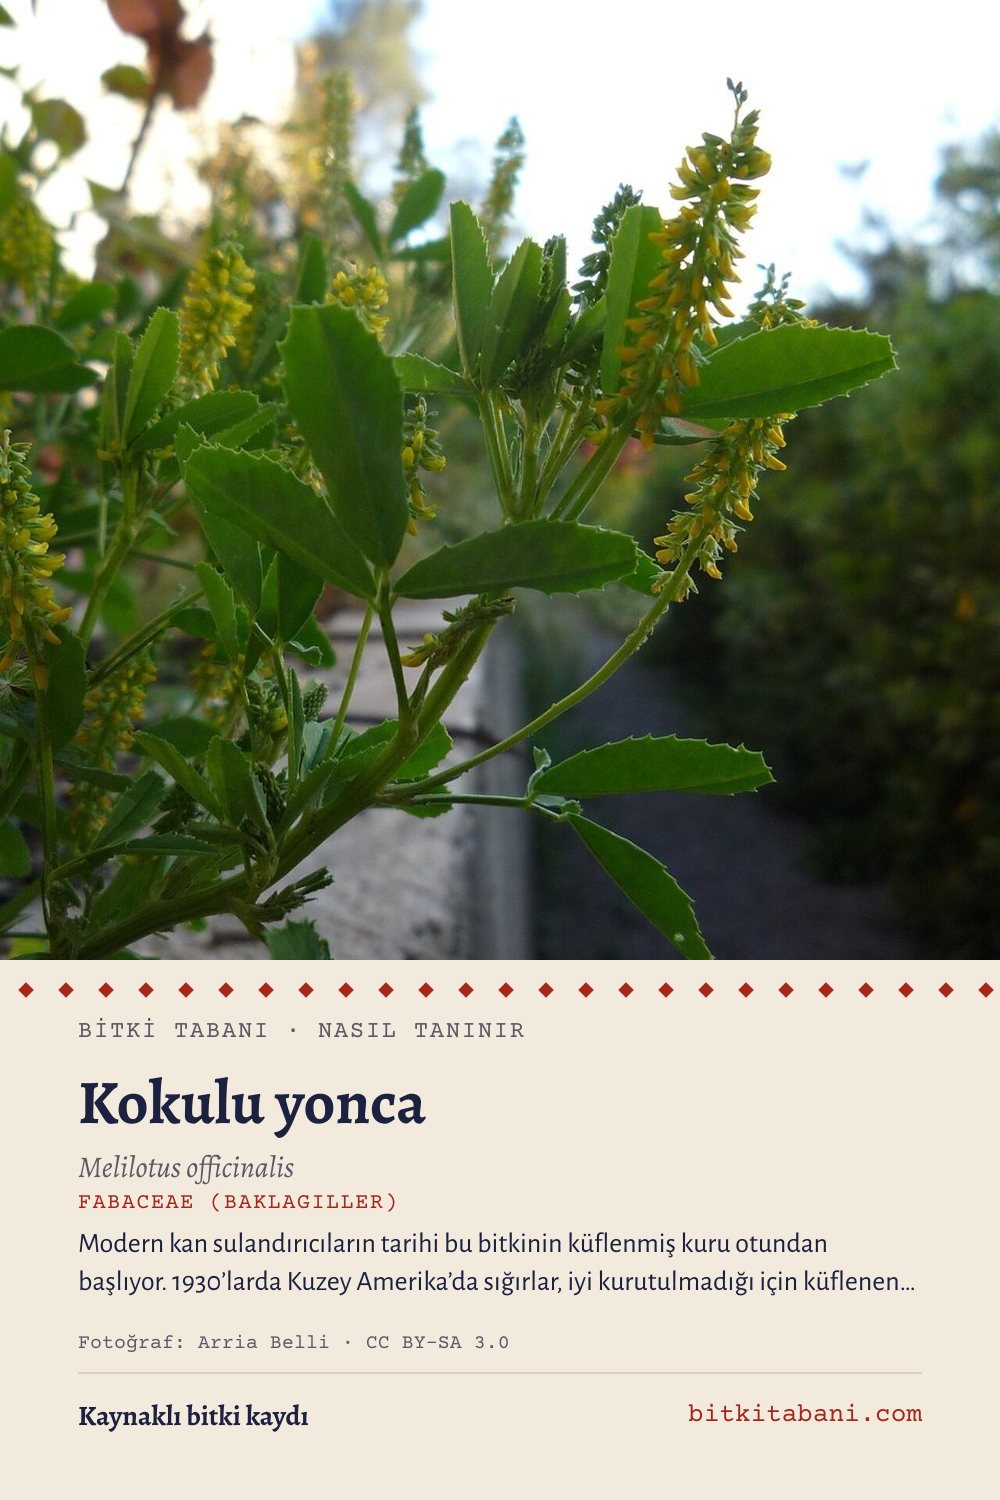 BİTKİ TABANI · NASIL TANINIR
Kokulu yonca
Melilotus officinalis
FABACEAE (BAKLAGILLER)
Modern kan sulandırıcıların tarihi bu bitkinin küflenmiş kuru otundan
başlıyor. 1930’larda Kuzey Amerika’da sığırlar, iyi kurutulmadığı için küflenen…
Fotoğraf: Arria Belli · CC BY-SA 3.0
Kaynaklı bitki kaydı
bitkitabani.com